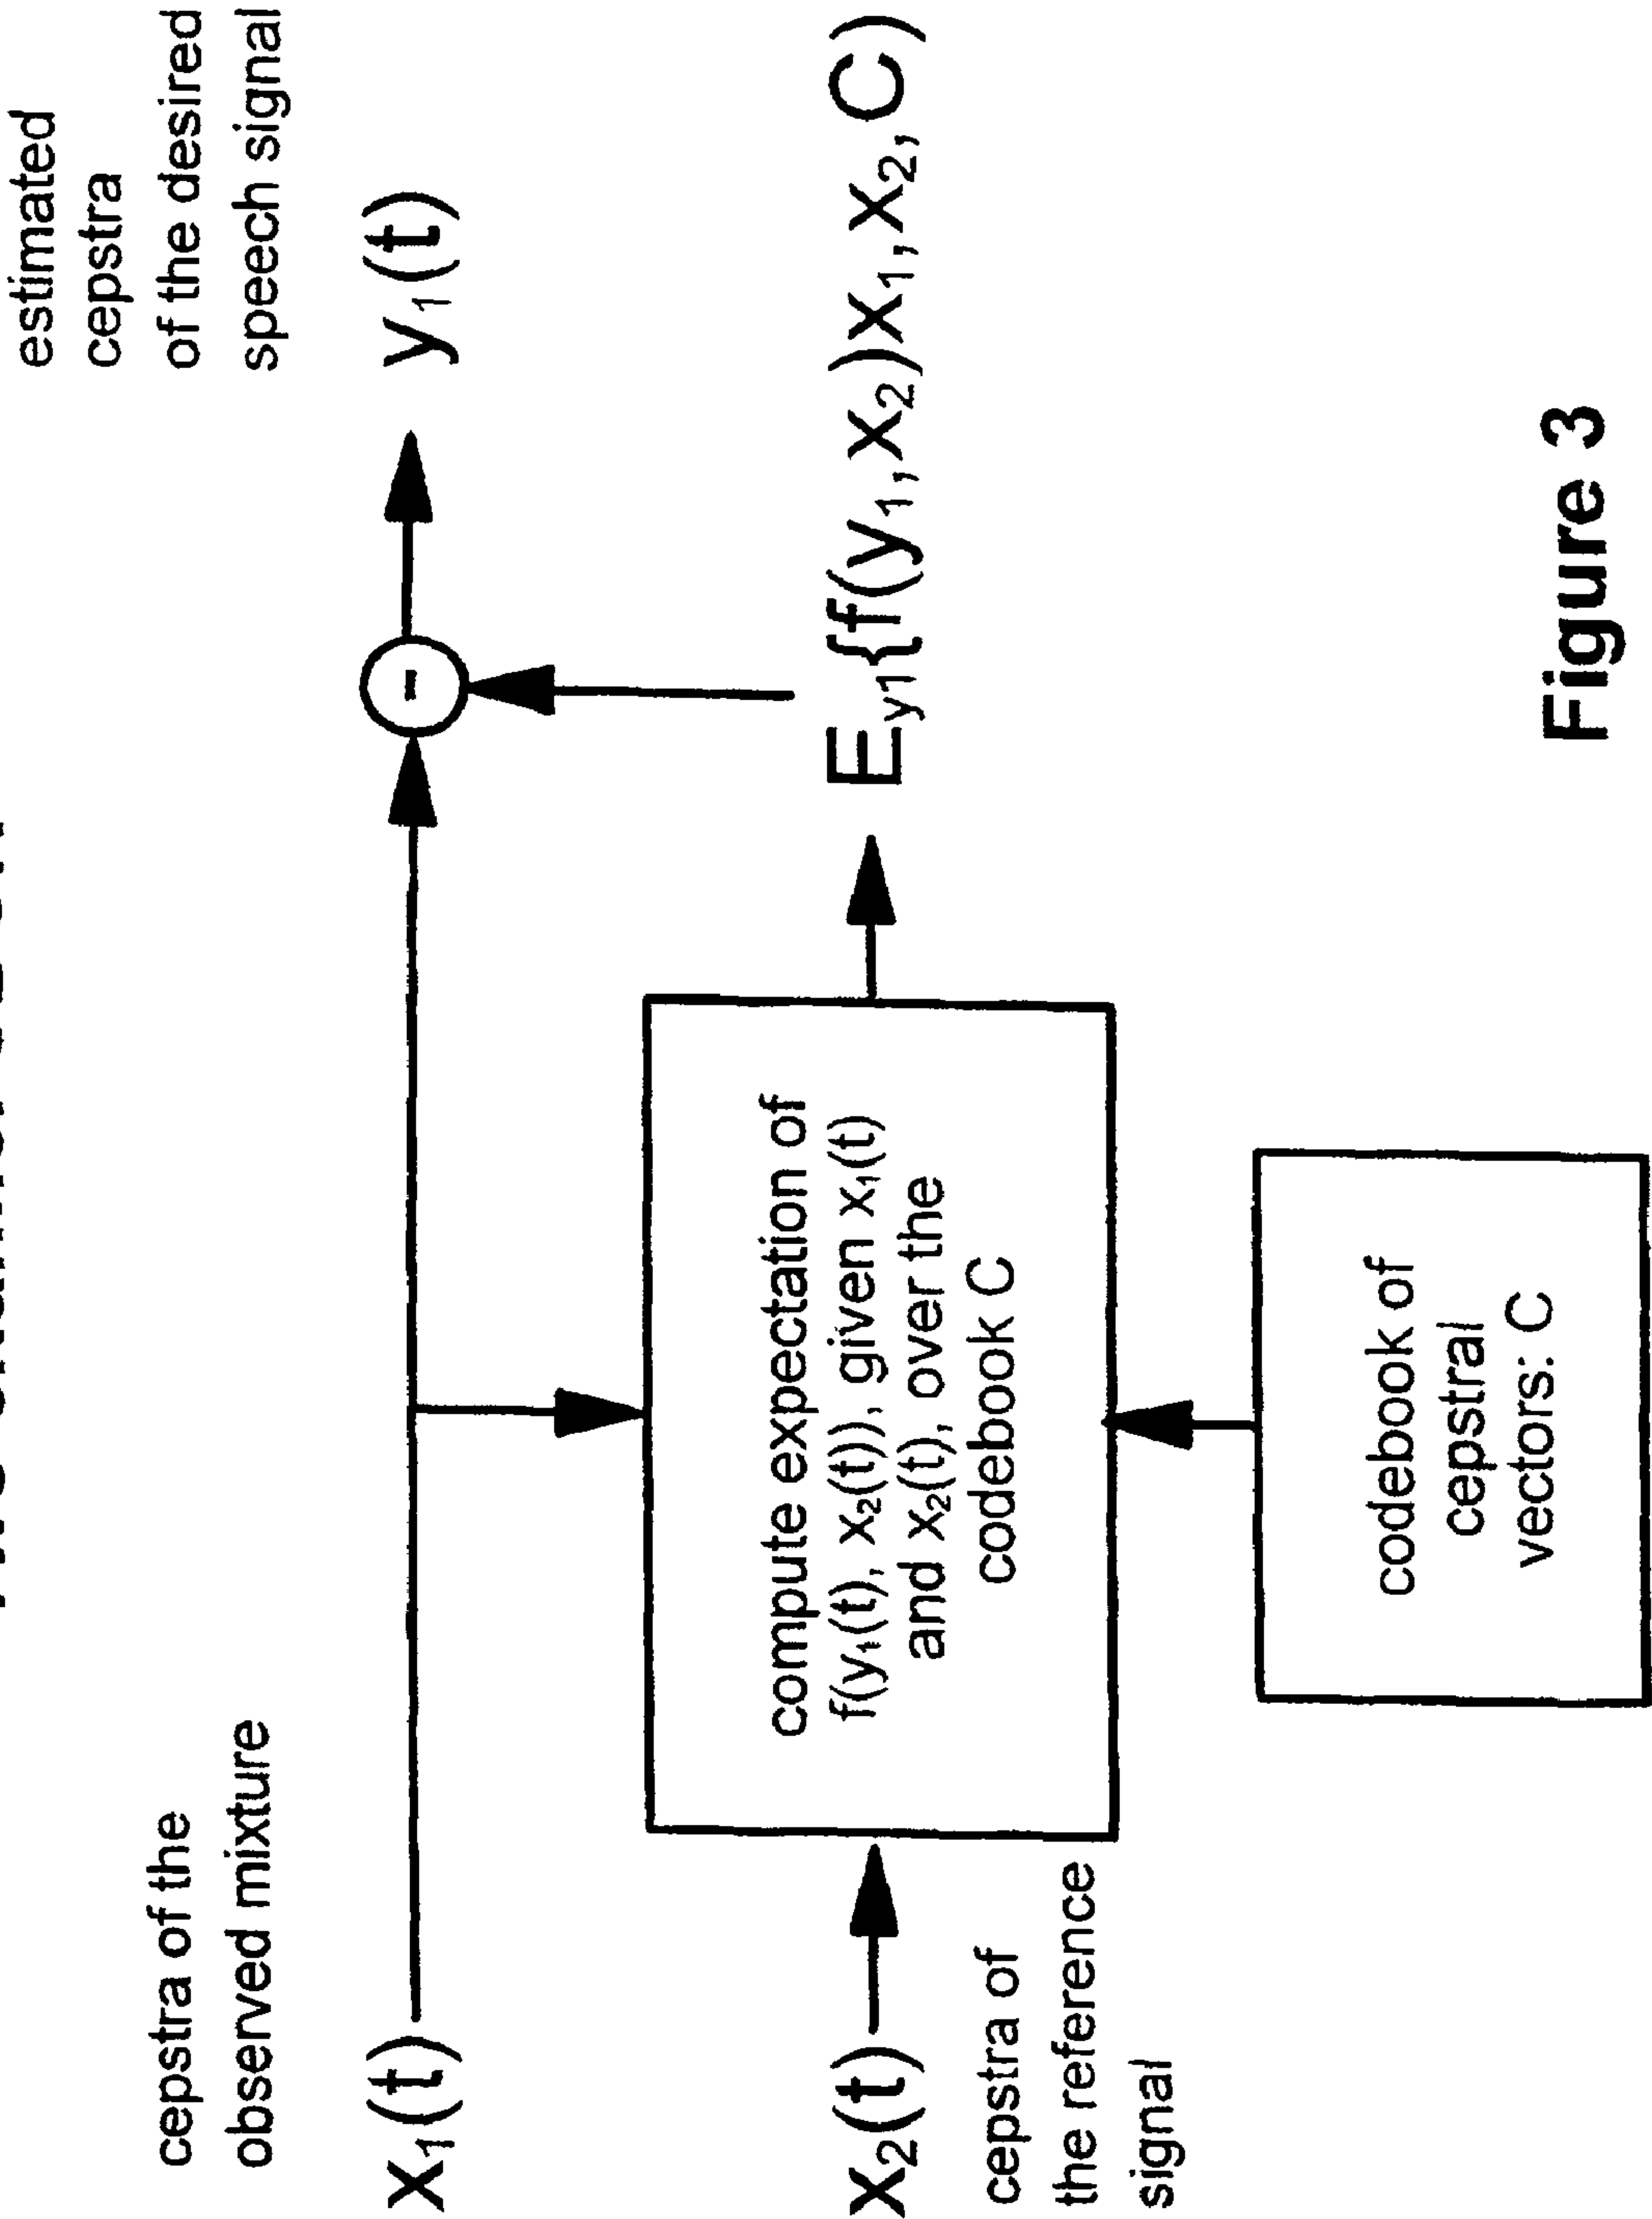 cepstra of the
observed mixture
x₁(t)
estimated
cepstra
of the desired
speech signal
y₁(t)
-
compute expectation of
f(y₁(t), x₂(t)), given x₁(t)
and x₂(t), over the
codebook C
E_y1{f(y₁,x₂)x₁,x₂,C)
x₂(t)
cepstra of
the reference
signal
codebook of
cepstral
vectors: C
Figure 3